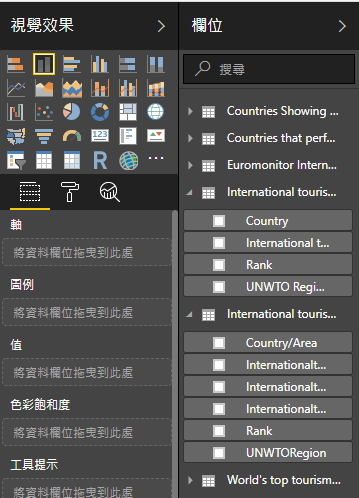 視覺效果
欄位
搜尋
Countries Showing ...
Countries that perf...
Euromonitor Intern...
International touris...
Country
International t...
Rank
UNWTO Regi...
International touris...
Country/Area
Internationalt...
Internationalt...
Internationalt...
Rank
UNWTORegion
World's top tourism...
123
R
軸
將資料欄位拖曳到此處
圖例
將資料欄位拖曳到此處
值
將資料欄位拖曳到此處
色彩飽和度
將資料欄位拖曳到此處
工具提示
將資料欄位拖曳到此處